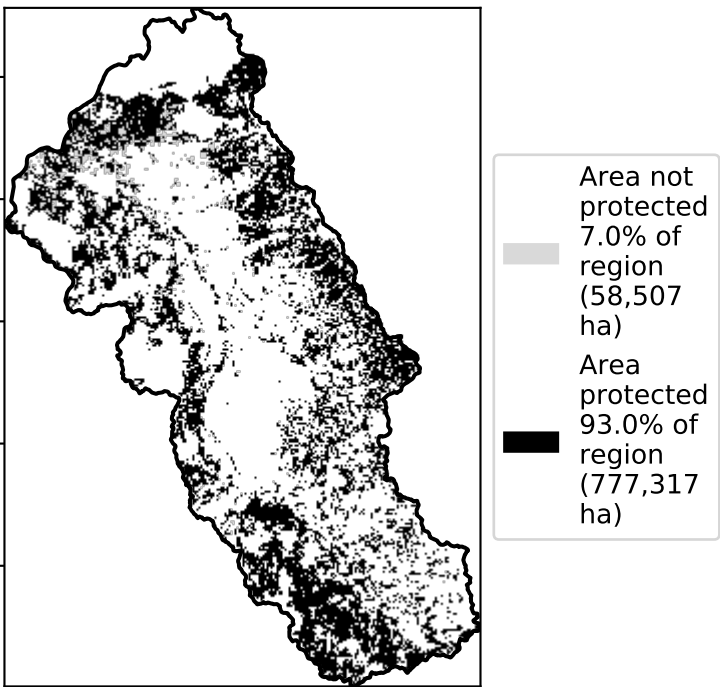 Area not
protected
7.0% of
region
(58,507
ha)
Area
protected
93.0% of
region
(777,317
ha)